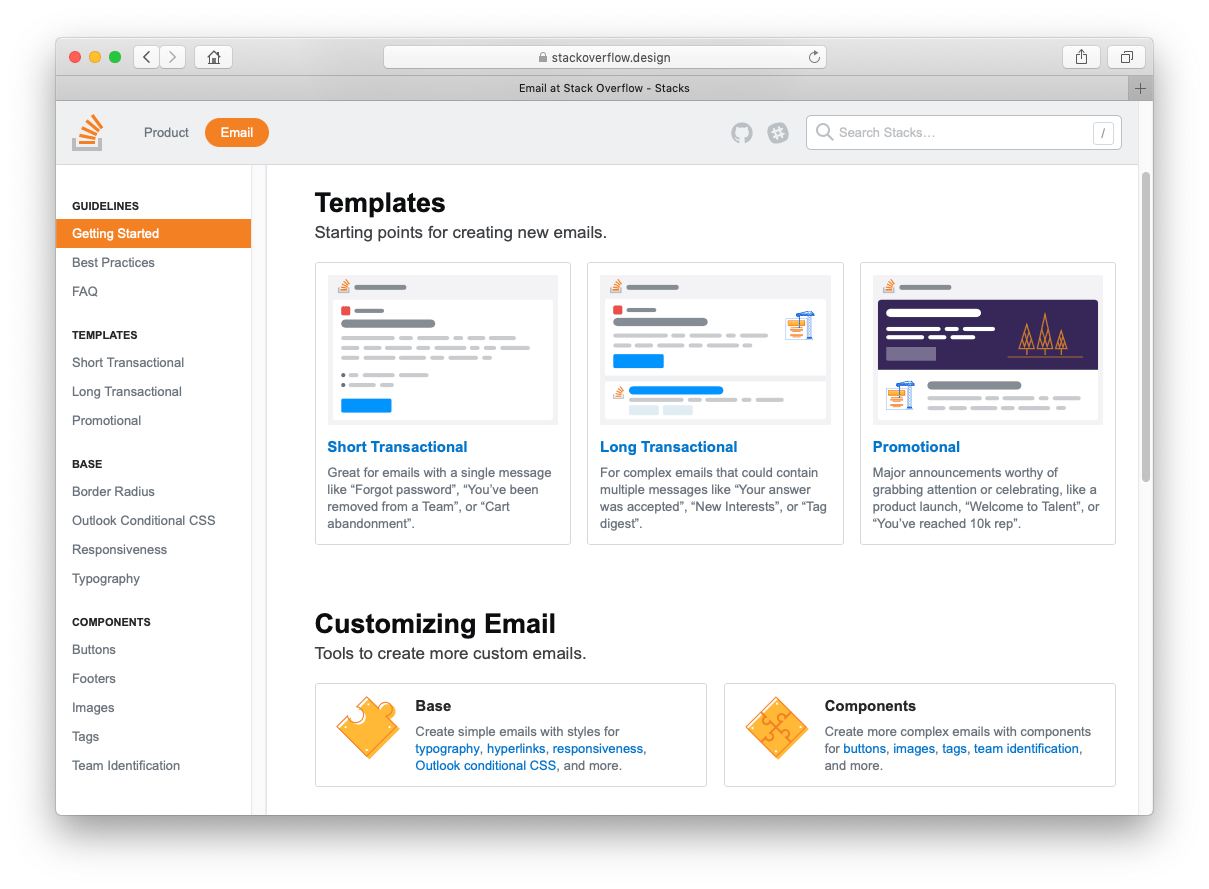 stackoverflow.design
Email at Stack Overflow - Stacks
Product
Email
Search Stacks…
/
GUIDELINES
Getting Started
Best Practices
FAQ
TEMPLATES
Short Transactional
Long Transactional
Promotional
BASE
Border Radius
Outlook Conditional CSS
Responsiveness
Typography
COMPONENTS
Buttons
Footers
Images
Tags
Team Identification
Templates
Starting points for creating new emails.
Short Transactional
Great for emails with a single message
like “Forgot password”, “You’ve been
removed from a Team”, or “Cart
abandonment”.
Long Transactional
For complex emails that could contain
multiple messages like “Your answer
was accepted”, “New Interests”, or “Tag
digest”.
Promotional
Major announcements worthy of
grabbing attention or celebrating, like a
product launch, “Welcome to Talent”, or
“You’ve reached 10k rep”.
Customizing Email
Tools to create more custom emails.
Base
Create simple emails with styles for
typography, hyperlinks, responsiveness,
Outlook conditional CSS, and more.
Components
Create more complex emails with components
for buttons, images, tags, team identification,
and more.